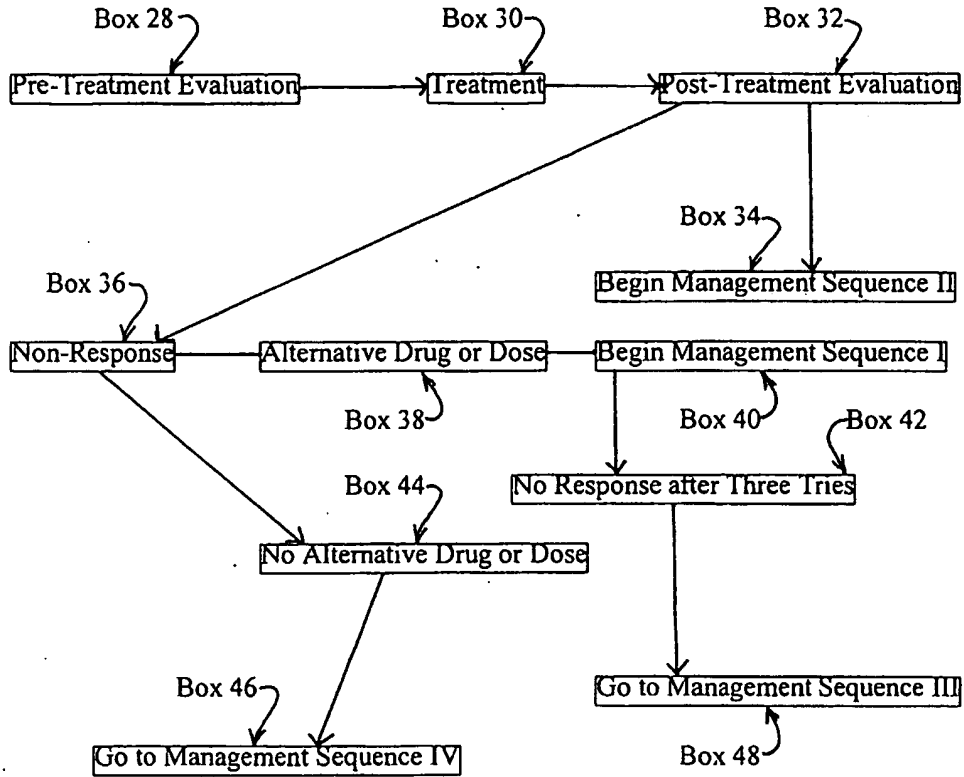 Box 28
Box 30
Box 32
Pre-Treatment Evaluation
Treatment
Post-Treatment Evaluation
Box 34
Begin Management Sequence II
Box 36
Non-Response
Alternative Drug or Dose
Begin Management Sequence I
Box 38
Box 40
Box 42
No Response after Three Tries
Box 44
No Alternative Drug or Dose
Box 46
Go to Management Sequence III
Go to Management Sequence IV
Box 48